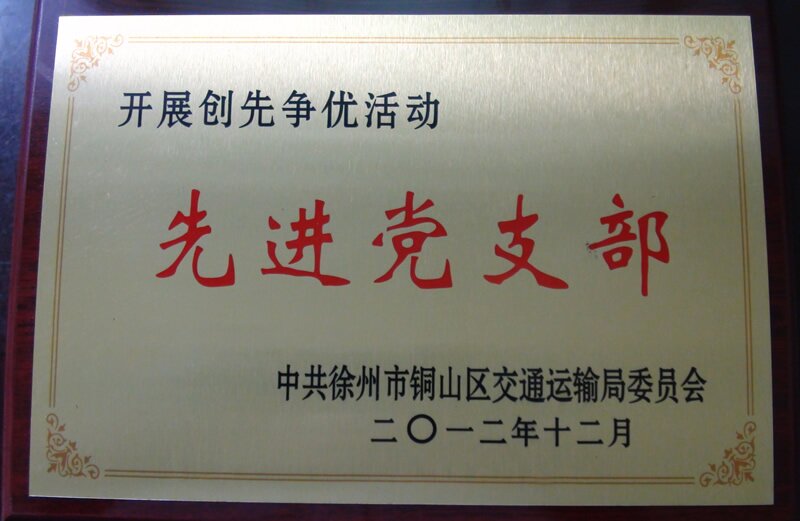 开展创先争优活动
先进党支部
中共徐州市铜山区交通运输局委员会
二〇一二年十二月